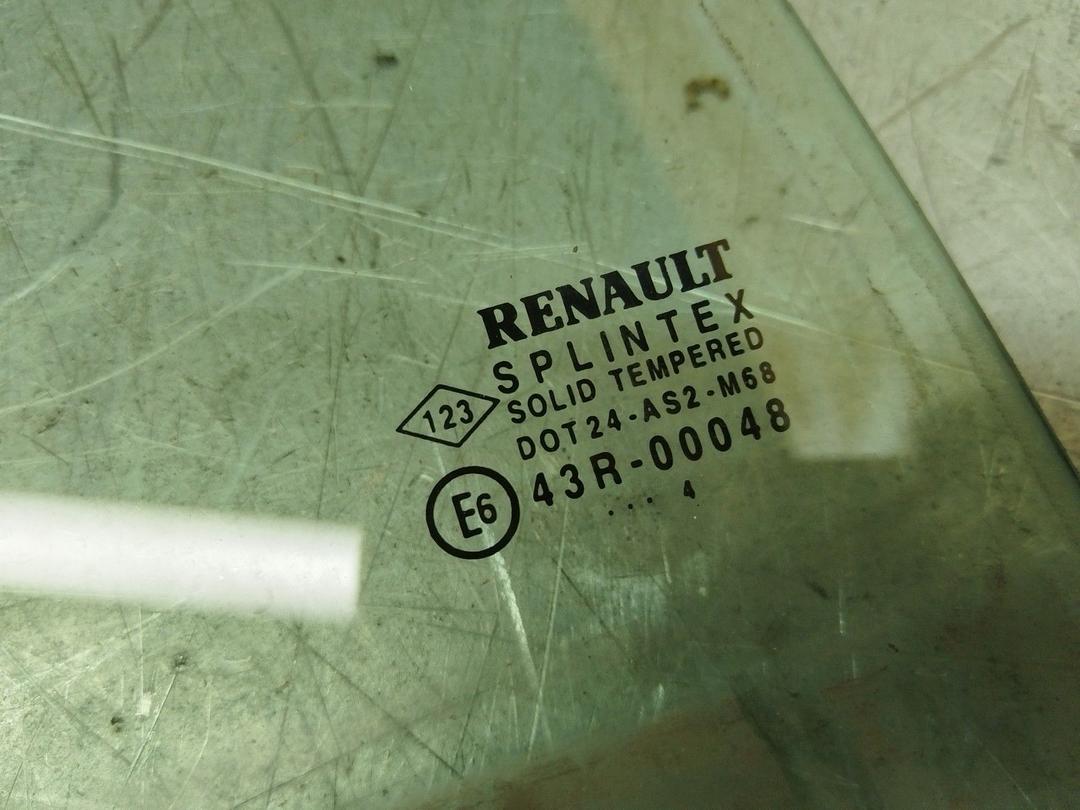 RENAULT
SPLINTEX
SOLID TEMPERED
123
DOT24-AS2-M68
E6
43R-00048
... 4